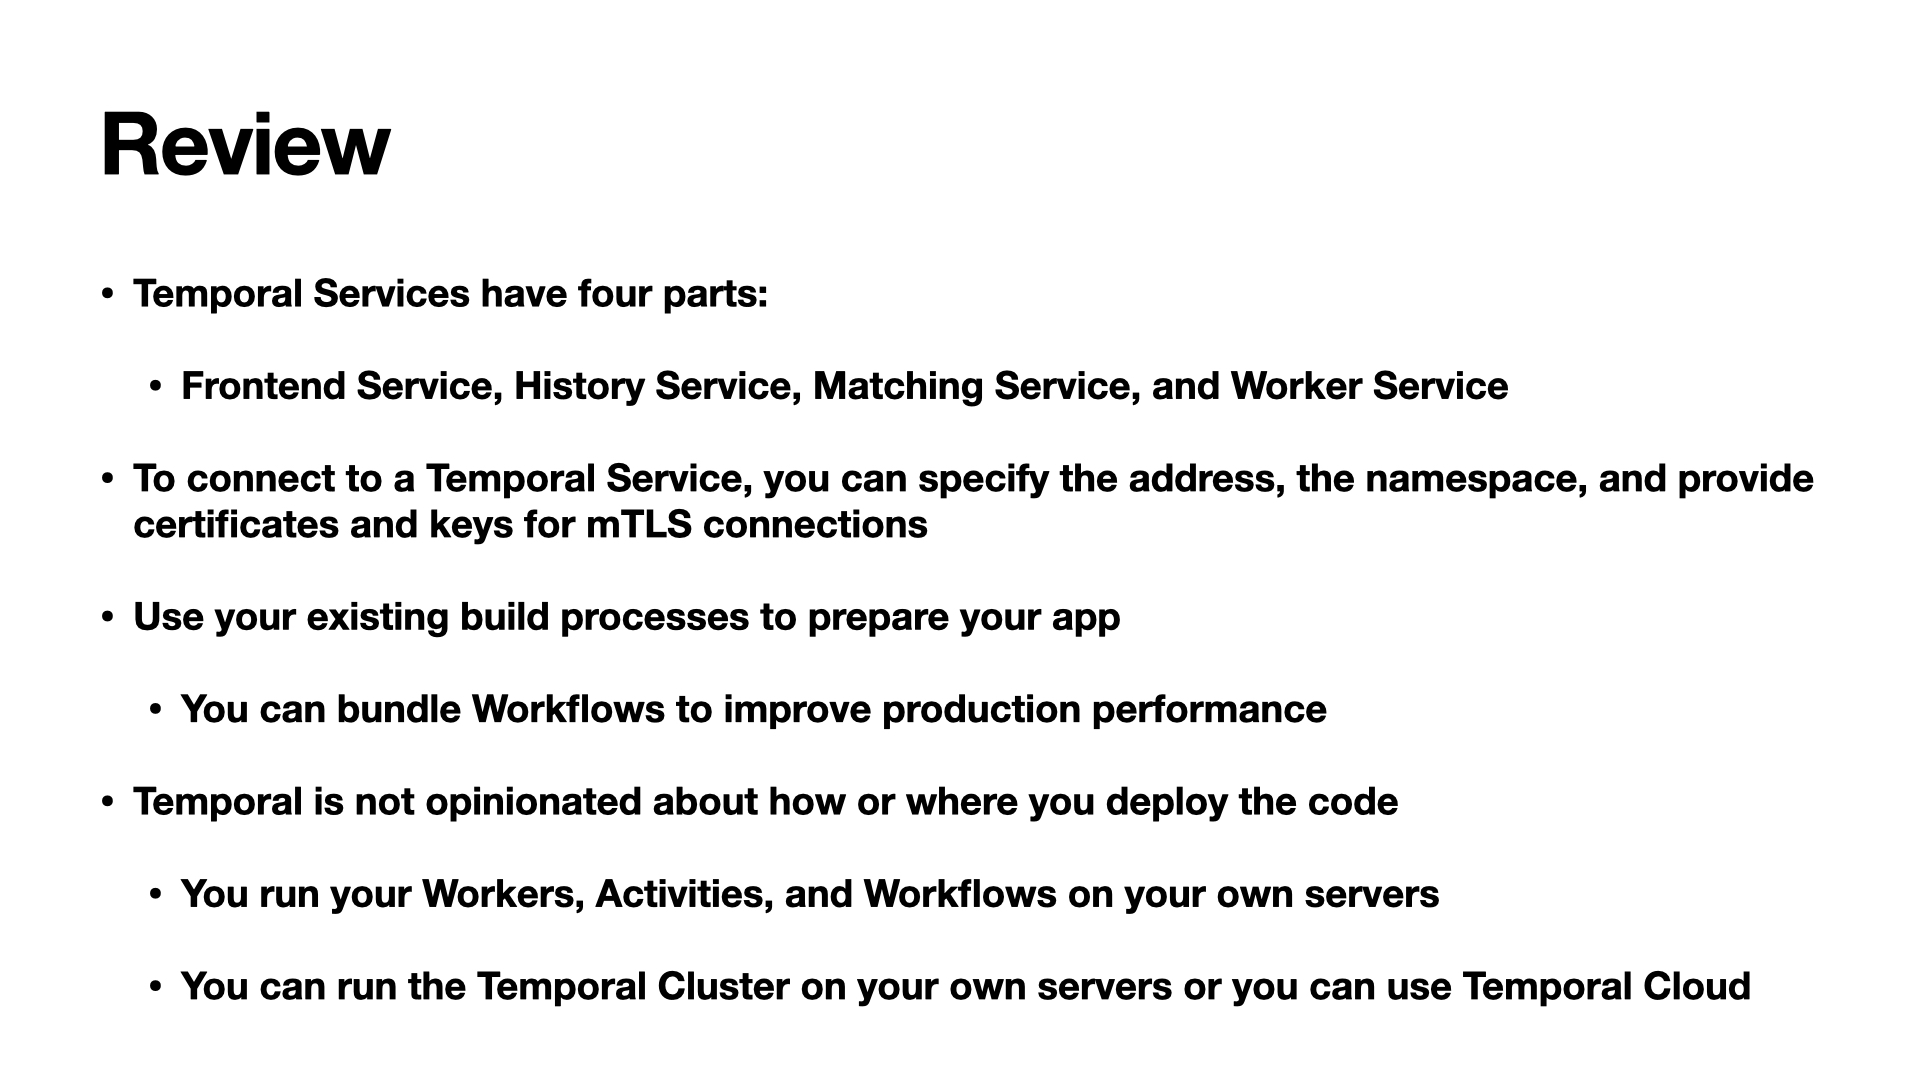 Review
• Temporal Services have four parts:
• Frontend Service, History Service, Matching Service, and Worker Service
• To connect to a Temporal Service, you can specify the address, the namespace, and provide
certificates and keys for mTLS connections
• Use your existing build processes to prepare your app
• You can bundle Workflows to improve production performance
• Temporal is not opinionated about how or where you deploy the code
• You run your Workers, Activities, and Workflows on your own servers
• You can run the Temporal Cluster on your own servers or you can use Temporal Cloud